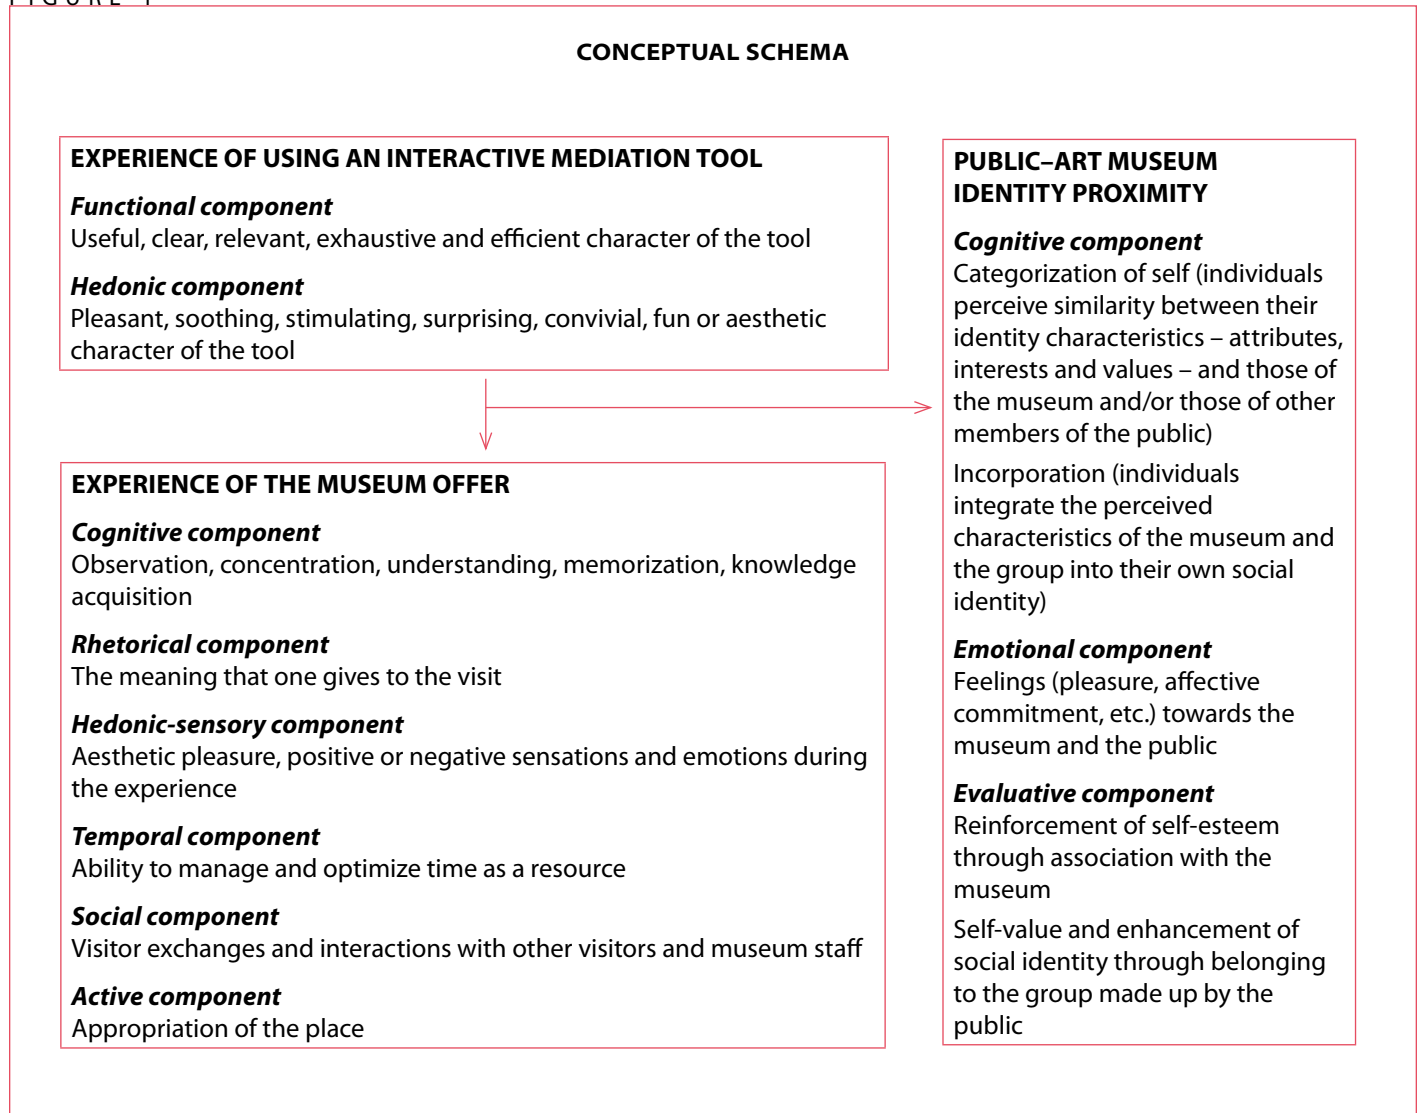 FIGURE 1
CONCEPTUAL SCHEMA
EXPERIENCE OF USING AN INTERACTIVE MEDIATION TOOL
Functional component
Useful, clear, relevant, exhaustive and efficient character of the tool
Hedonic component
Pleasant, soothing, stimulating, surprising, convivial, fun or aesthetic
character of the tool
EXPERIENCE OF THE MUSEUM OFFER
Cognitive component
Observation, concentration, understanding, memorization, knowledge
acquisition
Rhetorical component
The meaning that one gives to the visit
Hedonic-sensory component
Aesthetic pleasure, positive or negative sensations and emotions during
the experience
Temporal component
Ability to manage and optimize time as a resource
Social component
Visitor exchanges and interactions with other visitors and museum staff
Active component
Appropriation of the place
PUBLIC–ART MUSEUM
IDENTITY PROXIMITY
Cognitive component
Categorization of self (individuals
perceive similarity between their
identity characteristics – attributes,
interests and values – and those of
the museum and/or those of other
members of the public)
Incorporation (individuals
integrate the perceived
characteristics of the museum and
the group into their own social
identity)
Emotional component
Feelings (pleasure, affective
commitment, etc.) towards the
museum and the public
Evaluative component
Reinforcement of self-esteem
through association with the
museum
Self-value and enhancement of
social identity through belonging
to the group made up by the
public